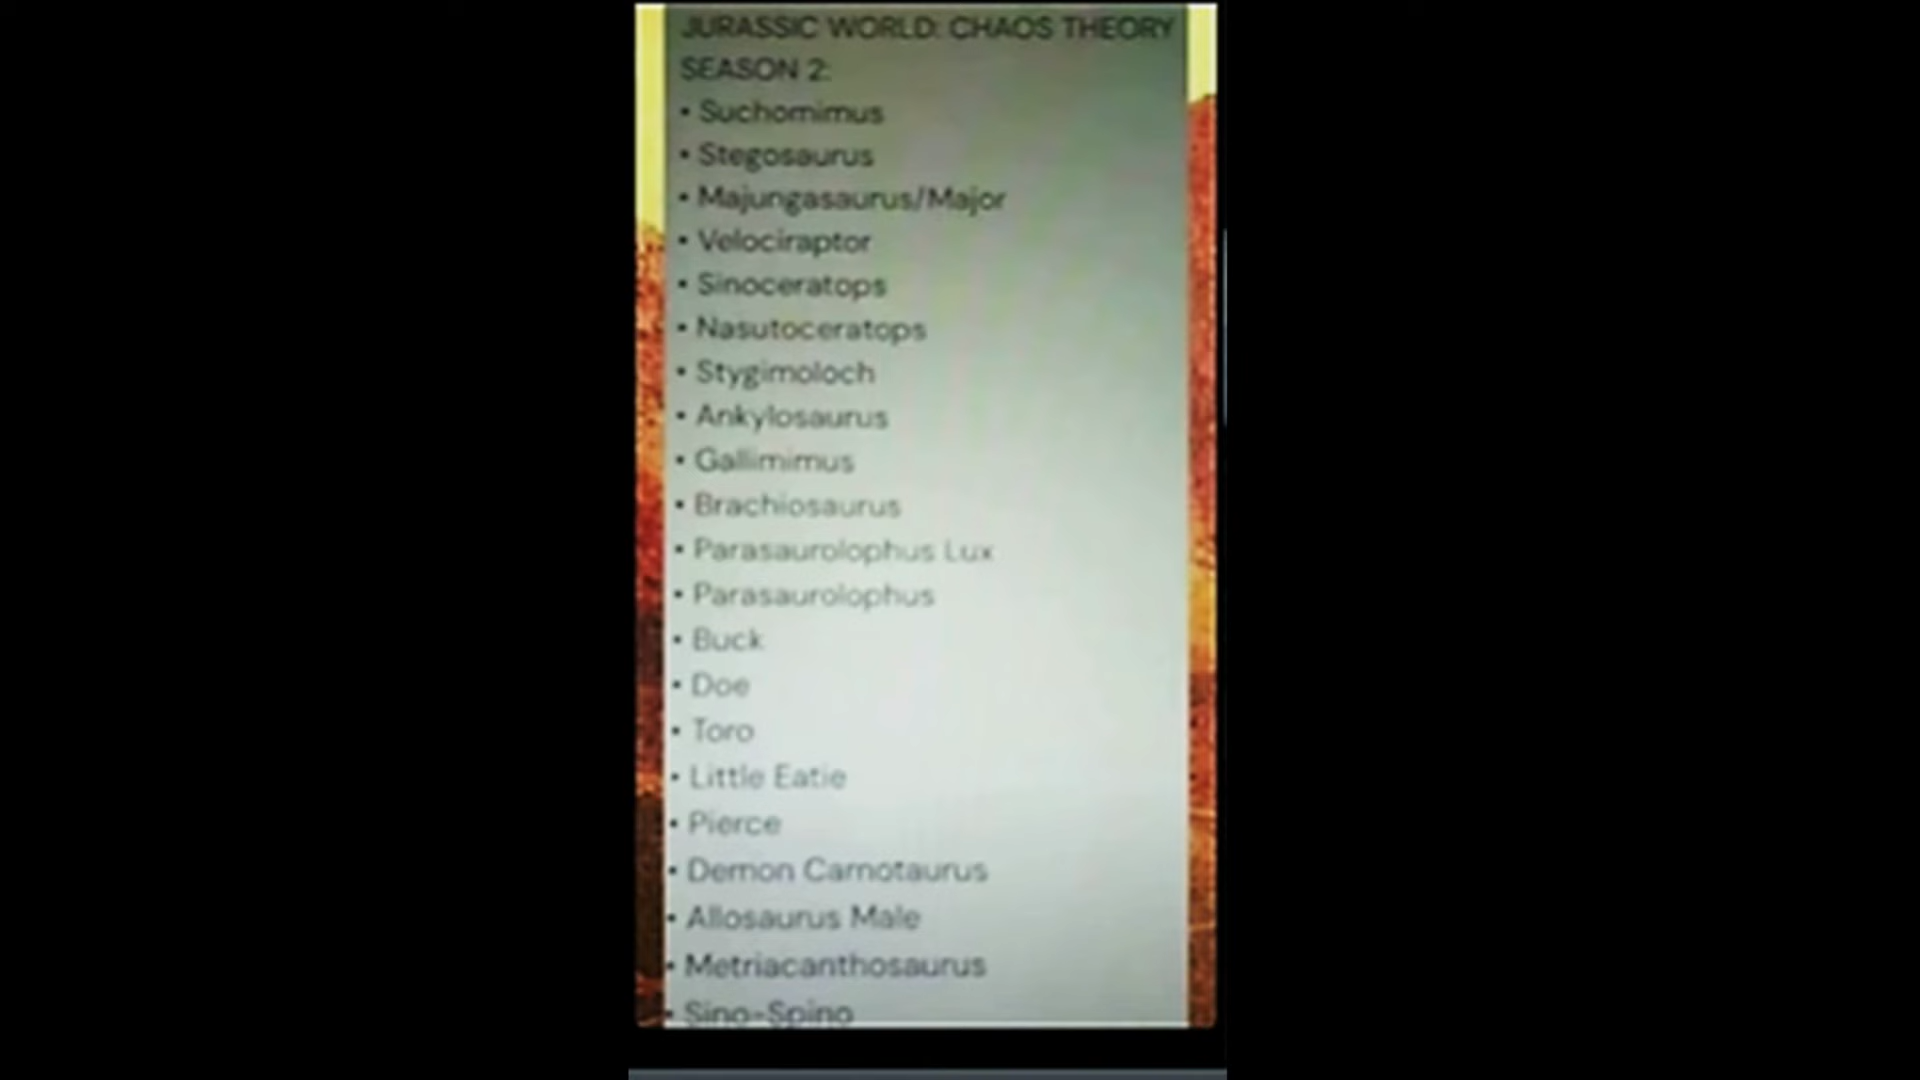 JURASSIC WORLD: CHAOS THEORY
SEASON 2:
• Suchomimus
• Stegosaurus
• Majungasaurus/Major
• Velociraptor
• Sinoceratops
• Nasutoceratops
• Stygimoloch
• Ankylosaurus
• Gallimimus
• Brachiosaurus
• Parasaurolophus Lux
• Parasaurolophus
• Buck
• Doe
• Toro
• Little Eatie
• Pierce
• Demon Carnotaurus
• Allosaurus Male
• Metriacanthosaurus
• Sino-Spino